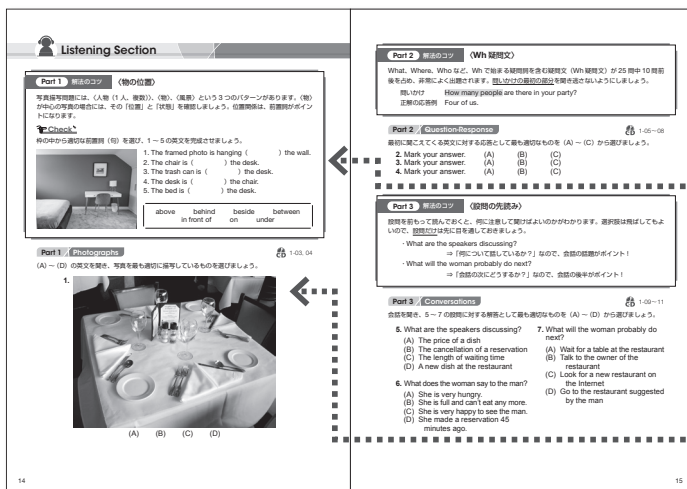 Listening Section
Part 1 解法のコツ 〈物の位置〉
写真描写問題には、〈人物（1 人、複数）〉、〈物〉、〈風景〉という 3 つのパターンがあります。〈物〉
が中心の写真の場合には、その「位置」と「状態」を確認しましょう。位置関係は、前置詞がポイン
トになります。
Check
枠の中から適切な前置詞（句）を選び、1 ～ 5 の英文を完成させましょう。
1. The framed photo is hanging ( ) the wall.
2. The chair is ( ) the desk.
3. The trash can is ( ) the desk.
4. The desk is ( ) the chair.
5. The bed is ( ) the desk.
above behind beside between
in front of on under
Part 1 Photographs
CD 1-03, 04
(A) ～ (D) の英文を聞き、写真を最も適切に描写しているものを選びましょう。
1.
(A) (B) (C) (D)
14
Part 2 解法のコツ 〈Wh 疑問文〉
What、Where、Who など、Wh で始まる疑問詞を含む疑問文（Wh 疑問文）が 25 問中 10 問前
後を占め、非常によく出題されます。問いかけの最初の部分を聞き逃さないようにしましょう。
問いかけ How many people are there in your party?
正解の応答例 Four of us.
Part 2 Question-Response
CD 1-05～08
最初に聞こえてくる英文に対する応答として最も適切なものを (A) ～ (C) から選びましょう。
2. Mark your answer. (A) (B) (C)
3. Mark your answer. (A) (B) (C)
4. Mark your answer. (A) (B) (C)
Part 3 解法のコツ 〈設問の先読み〉
設問を前もって読んでおくと、何に注意して聞けばよいのかがわかります。選択肢は飛ばしてもよ
いので、設問だけは先に目を通しておきましょう。
・What are the speakers discussing?
⇒「何について話しているか？」なので、会話の話題がポイント！
・What will the woman probably do next?
⇒「会話の次にどうするか？」なので、会話の後半がポイント！
Part 3 Conversations
CD 1-09～11
会話を聞き、5 ～ 7 の設問に対する解答として最も適切なものを (A) ～ (D) から選びましょう。
5. What are the speakers discussing?
(A) The price of a dish
(B) The cancellation of a reservation
(C) The length of waiting time
(D) A new dish at the restaurant
6. What does the woman say to the man?
(A) She is very hungry.
(B) She is full and can't eat any more.
(C) She is very happy to see the man.
(D) She made a reservation 45
minutes ago.
7. What will the woman probably do
next?
(A) Wait for a table at the restaurant
(B) Talk to the owner of the
restaurant
(C) Look for a new restaurant on
the Internet
(D) Go to the restaurant suggested
by the man
15